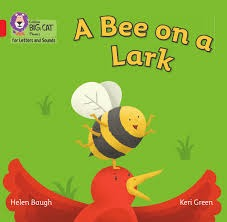 Collins
BIG CAT
Phonics
for Letters and Sounds
A Bee on a
Lark
Helen Baugh
Keri Green